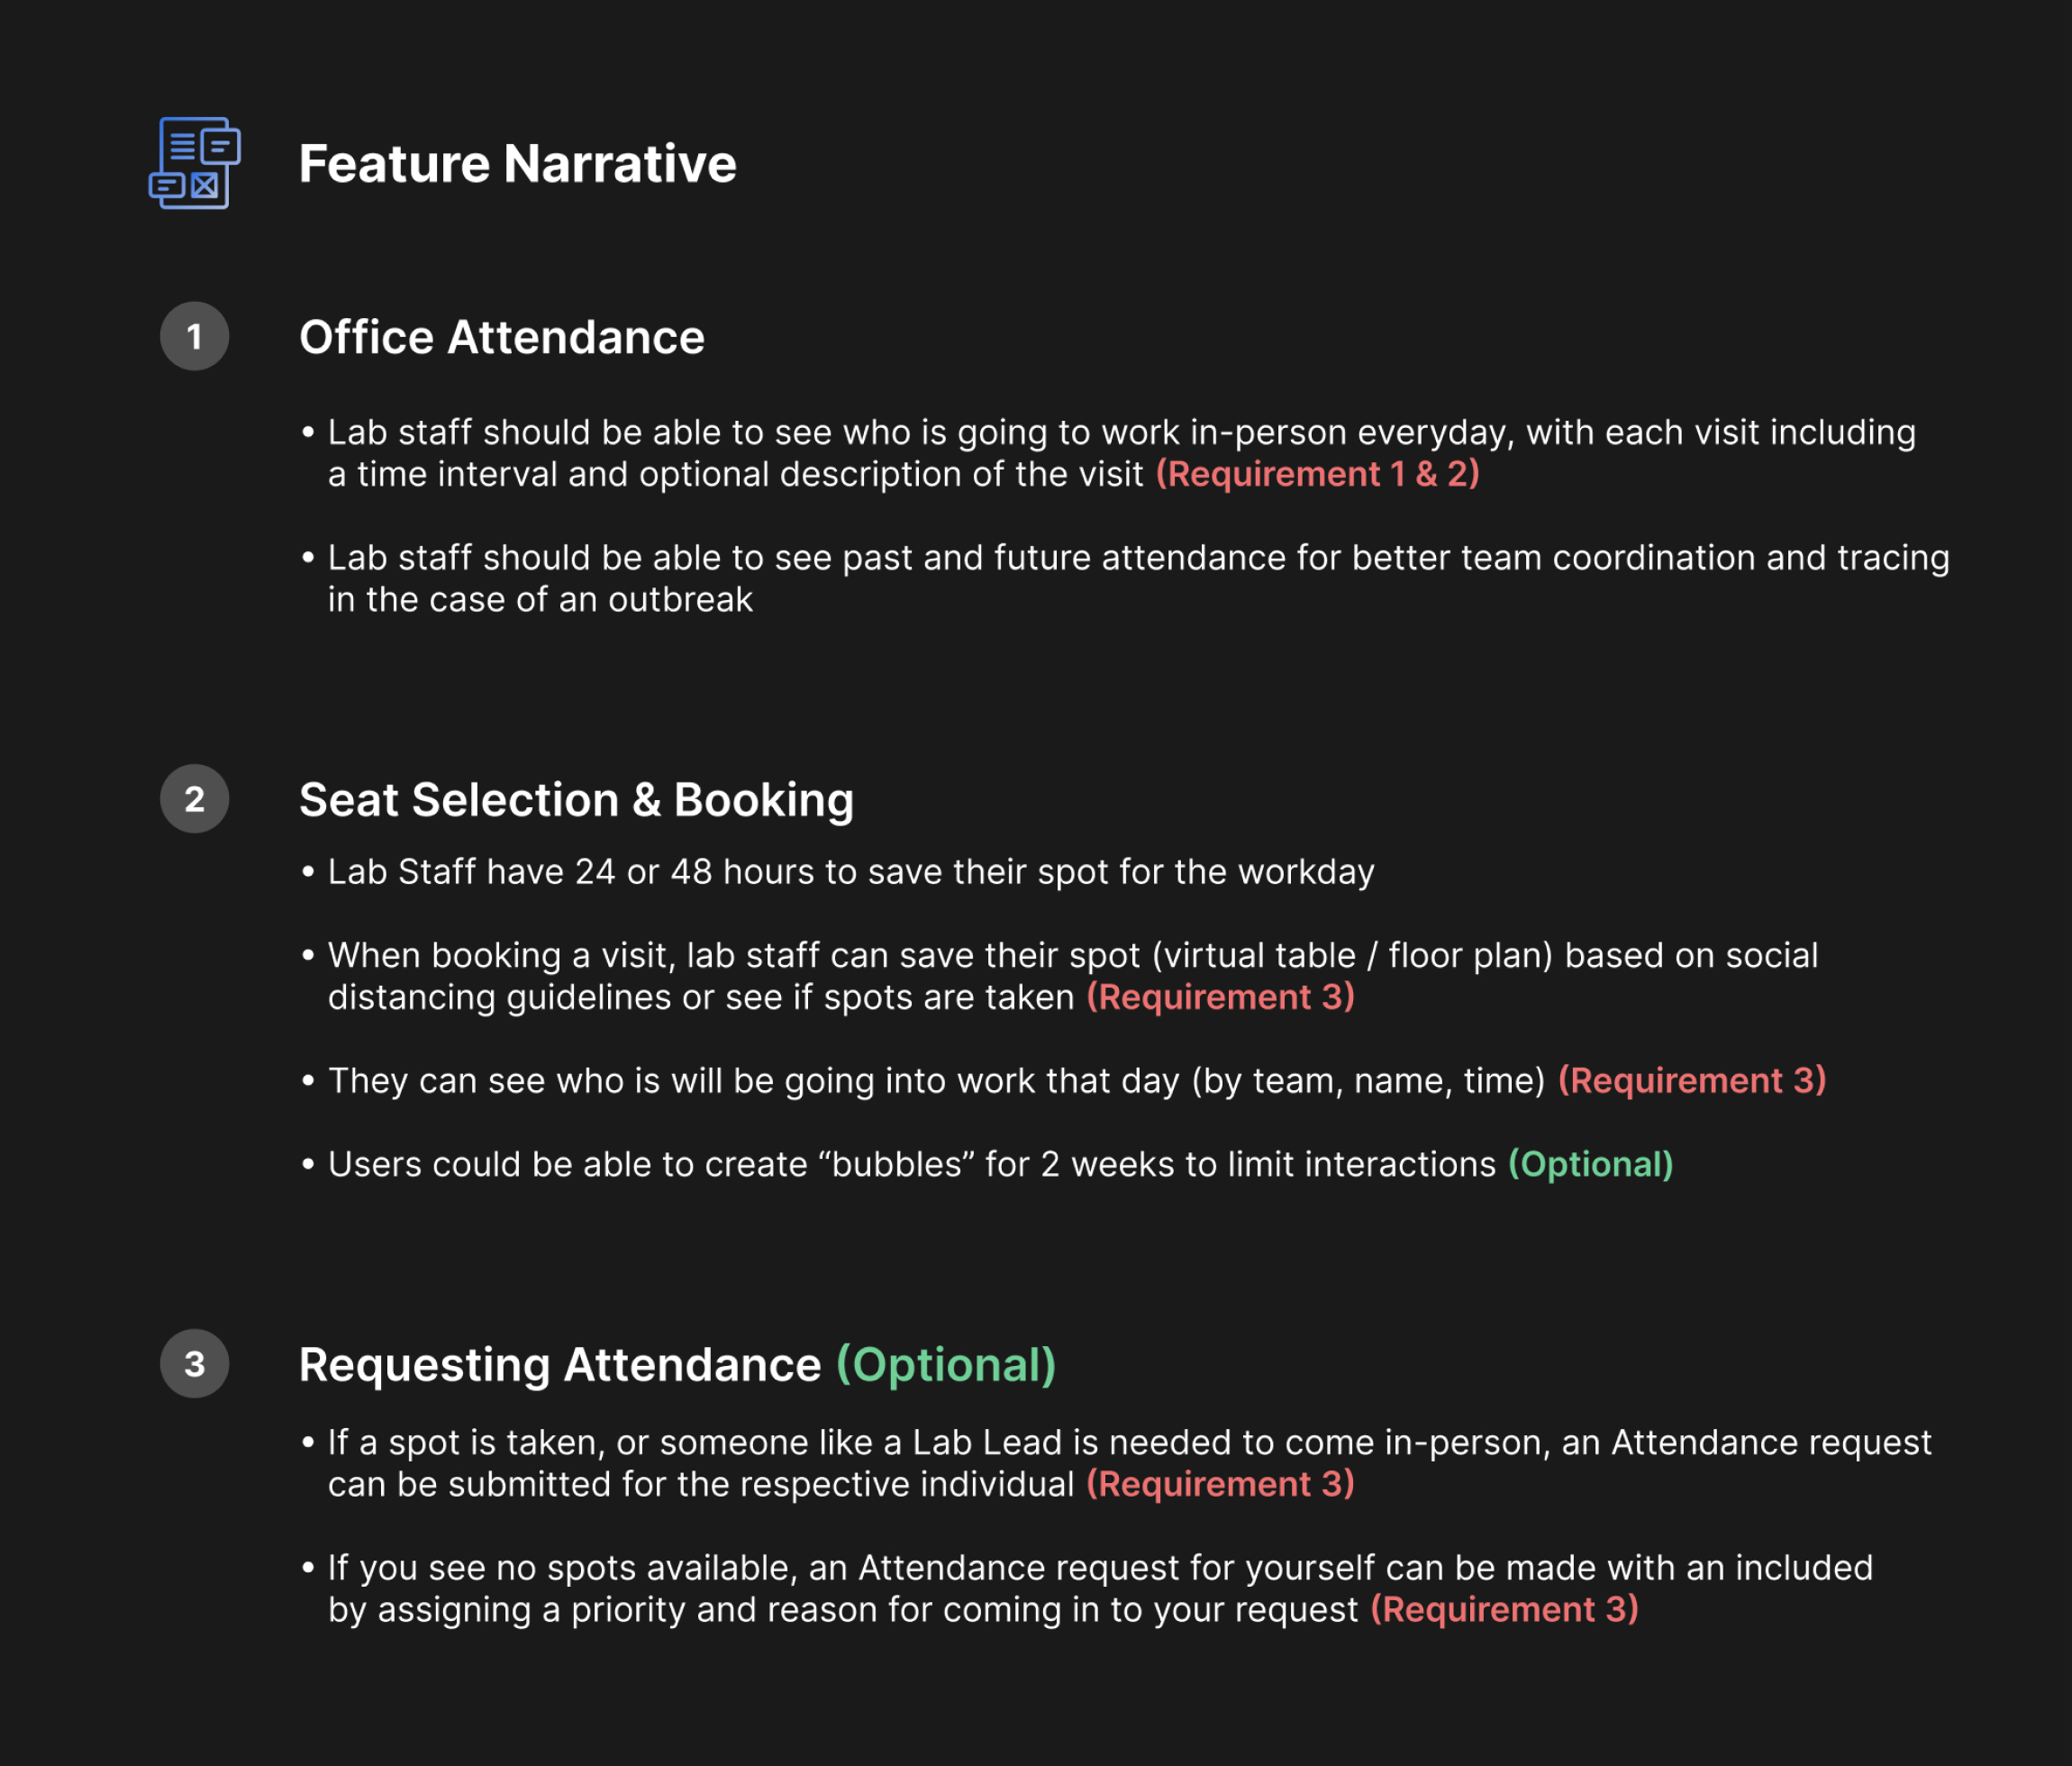 Feature Narrative
1
Office Attendance
• Lab staff should be able to see who is going to work in-person everyday, with each visit including
a time interval and optional description of the visit (Requirement 1 & 2)
• Lab staff should be able to see past and future attendance for better team coordination and tracing
in the case of an outbreak
2
Seat Selection & Booking
• Lab Staff have 24 or 48 hours to save their spot for the workday
• When booking a visit, lab staff can save their spot (virtual table / floor plan) based on social
distancing guidelines or see if spots are taken (Requirement 3)
• They can see who is will be going into work that day (by team, name, time) (Requirement 3)
• Users could be able to create “bubbles” for 2 weeks to limit interactions (Optional)
3
Requesting Attendance (Optional)
• If a spot is taken, or someone like a Lab Lead is needed to come in-person, an Attendance request
can be submitted for the respective individual (Requirement 3)
• If you see no spots available, an Attendance request for yourself can be made with an included
by assigning a priority and reason for coming in to your request (Requirement 3)